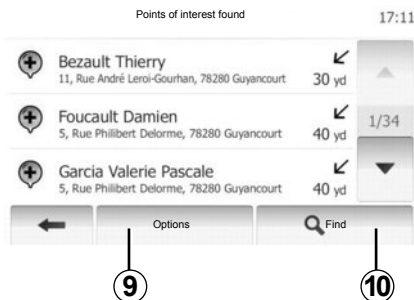 Points of interest found
17:11
Bezault Thierry
11, Rue André Leroi-Gourhan, 78280 Guyancourt
30 yd
Foucault Damien
5, Rue Philibert Delorme, 78280 Guyancourt
40 yd
1/34
Garcia Valerie Pascale
5, Rue Philibert Delorme, 78280 Guyancourt
40 yd
Options
Find
9
10